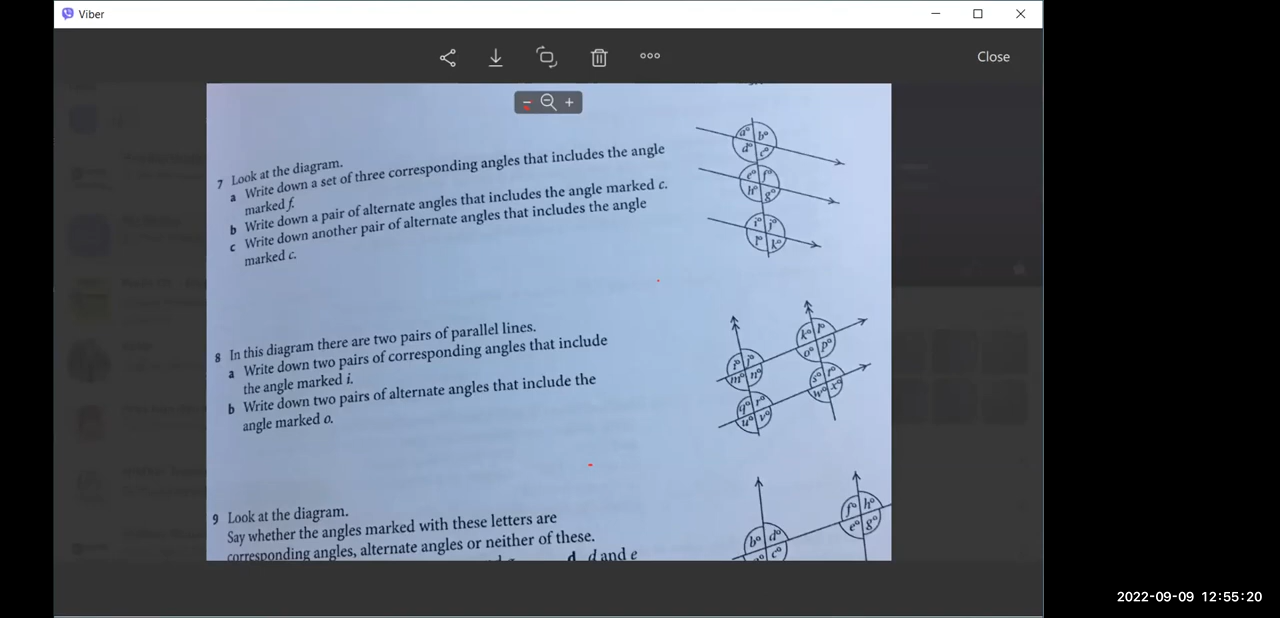 Viber
Close
7 Look at the diagram.
a Write down a set of three corresponding angles that includes the angle
marked f.
b Write down a pair of alternate angles that includes the angle marked c.
c Write down another pair of alternate angles that includes the angle
marked c.
a° b°
d° c°
e° f°
h° g°
i° j°
l° k°
8 In this diagram there are two pairs of parallel lines.
a Write down two pairs of corresponding angles that include
the angle marked i.
b Write down two pairs of alternate angles that include the
angle marked o.
k° l°
o° p°
i° j°
m° n°
s° t°
w° x°
q° r°
u° v°
9 Look at the diagram.
Say whether the angles marked with these letters are
corresponding angles, alternate angles or neither of these.
d d and e
f° h°
e° g°
b° d°
c°
2022-09-09 12:55:20